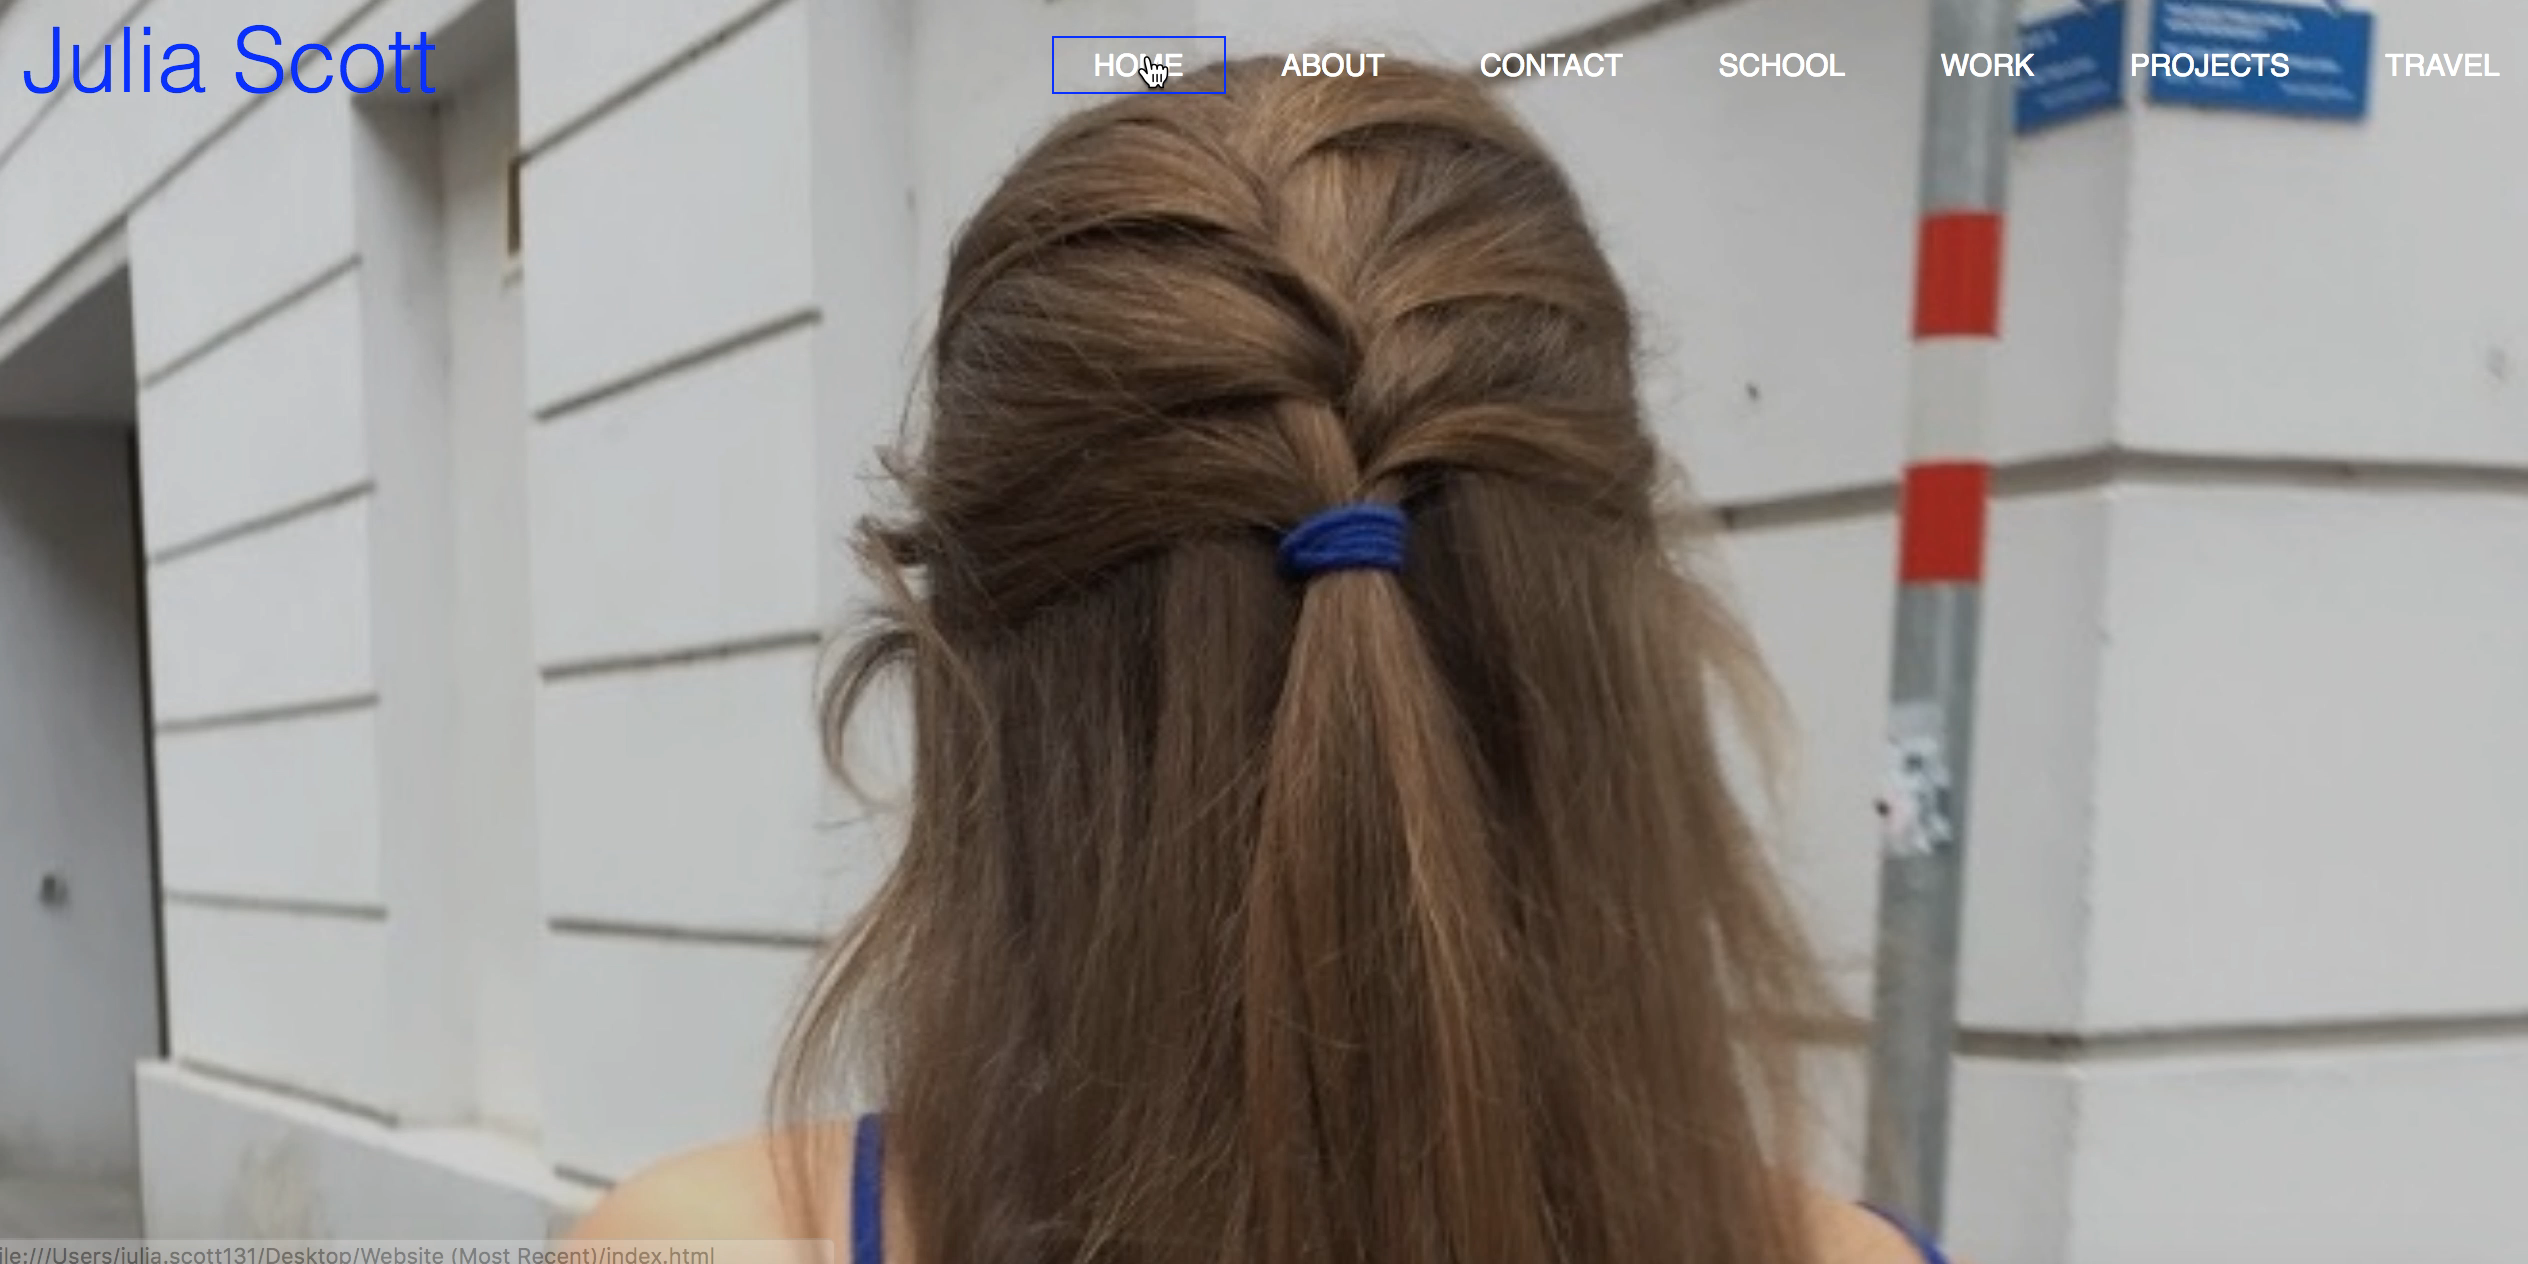 Julia Scott
HOME ABOUT CONTACT SCHOOL WORK PROJECTS TRAVEL
ile:///Users/julia.scott131/Desktop/Website (Most Recent)/index.html